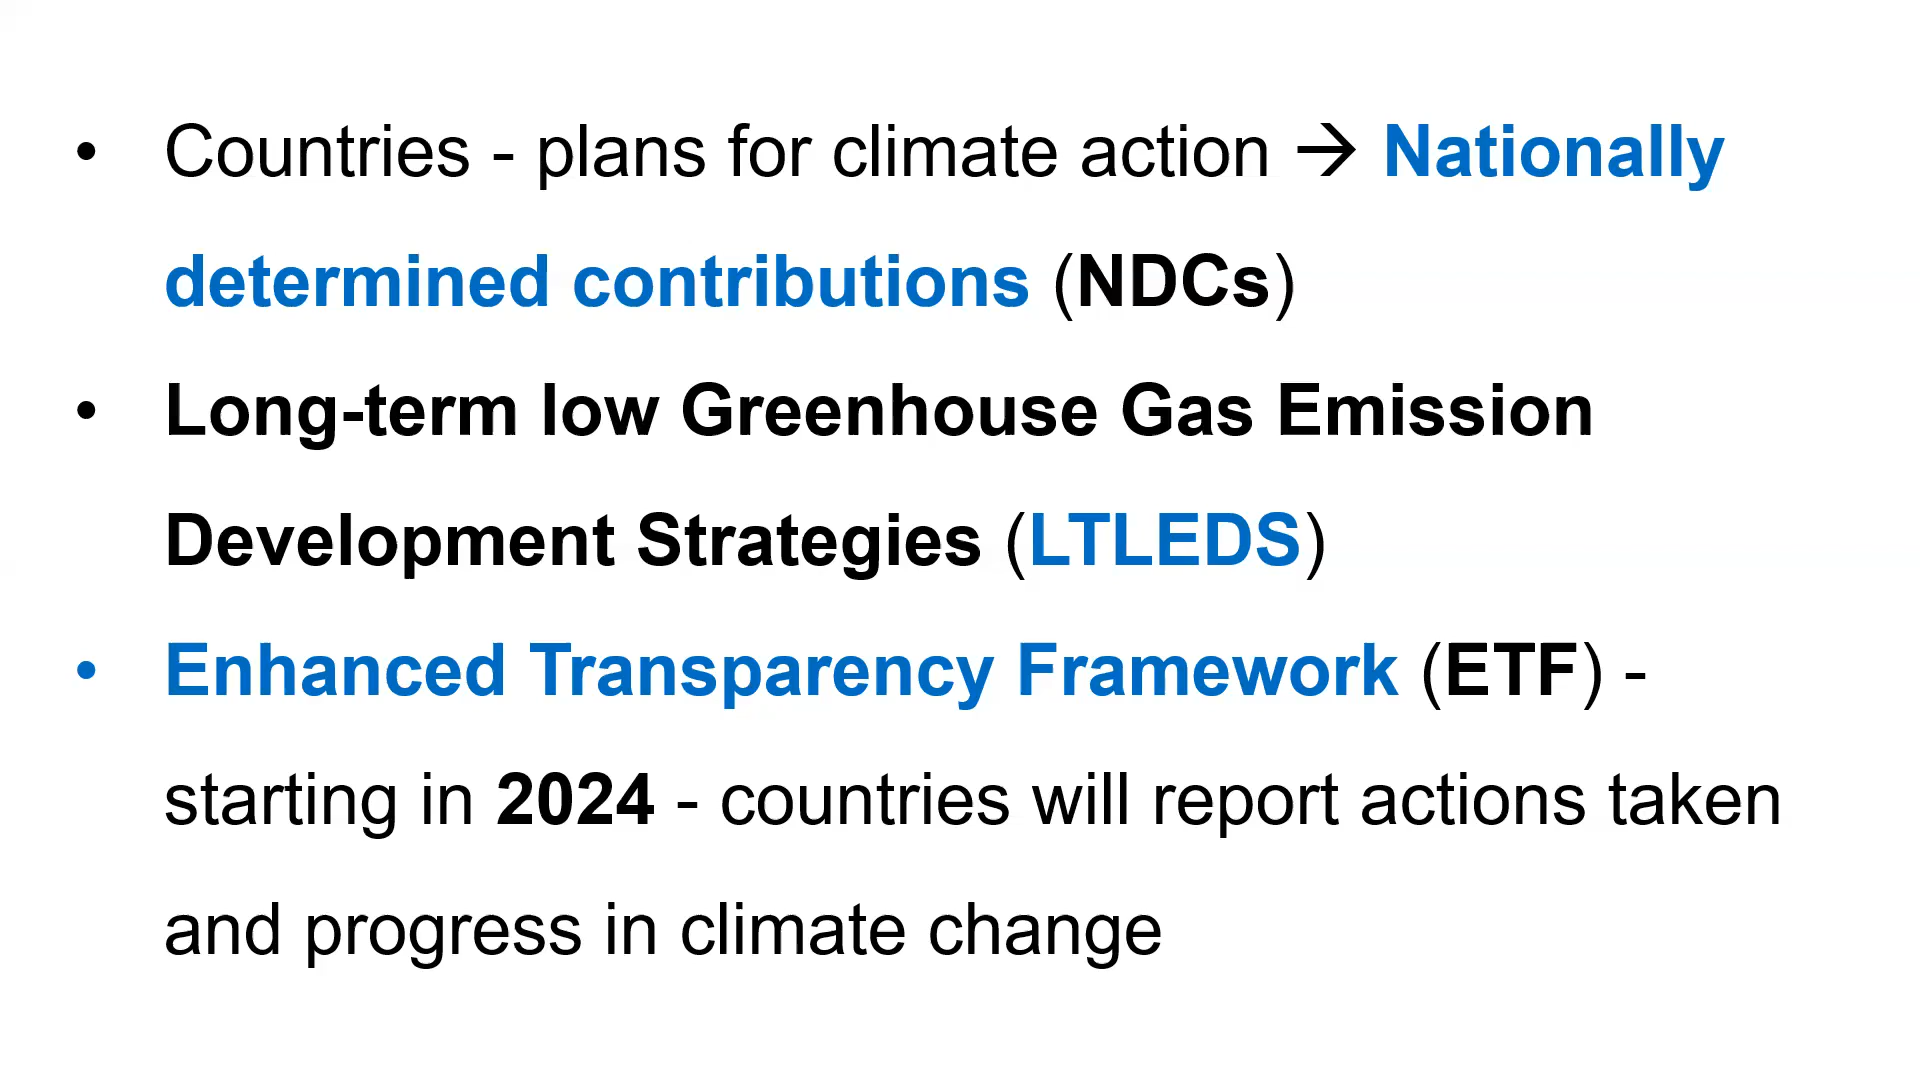 • Countries - plans for climate action → Nationally
determined contributions (NDCs)
• Long-term low Greenhouse Gas Emission
Development Strategies (LTLEDS)
• Enhanced Transparency Framework (ETF) -
starting in 2024 - countries will report actions taken
and progress in climate change